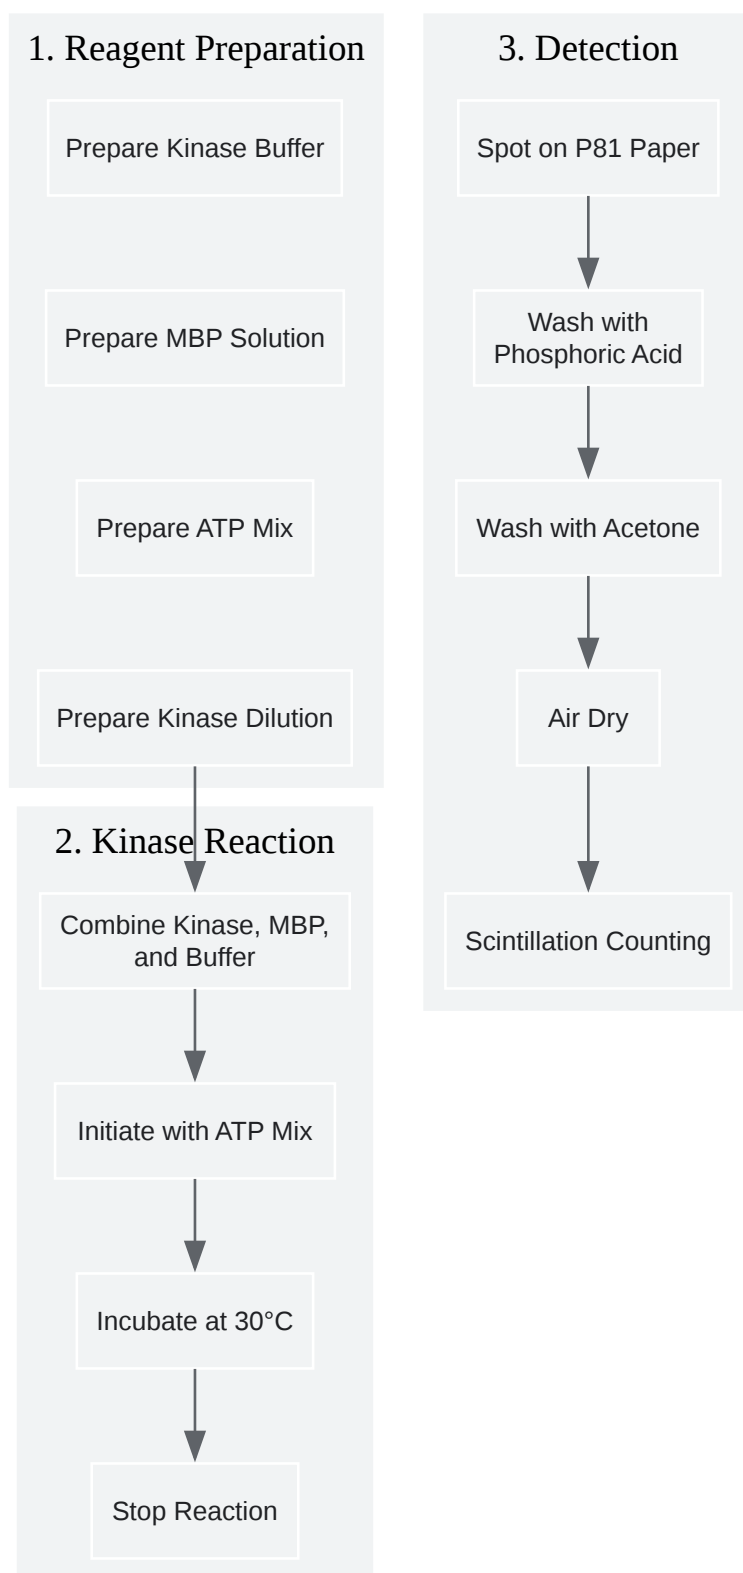 1. Reagent Preparation
Prepare Kinase Buffer
Prepare MBP Solution
Prepare ATP Mix
Prepare Kinase Dilution
2. Kinase Reaction
Combine Kinase, MBP,
and Buffer
Initiate with ATP Mix
Incubate at 30°C
Stop Reaction
3. Detection
Spot on P81 Paper
Wash with
Phosphoric Acid
Wash with Acetone
Air Dry
Scintillation Counting